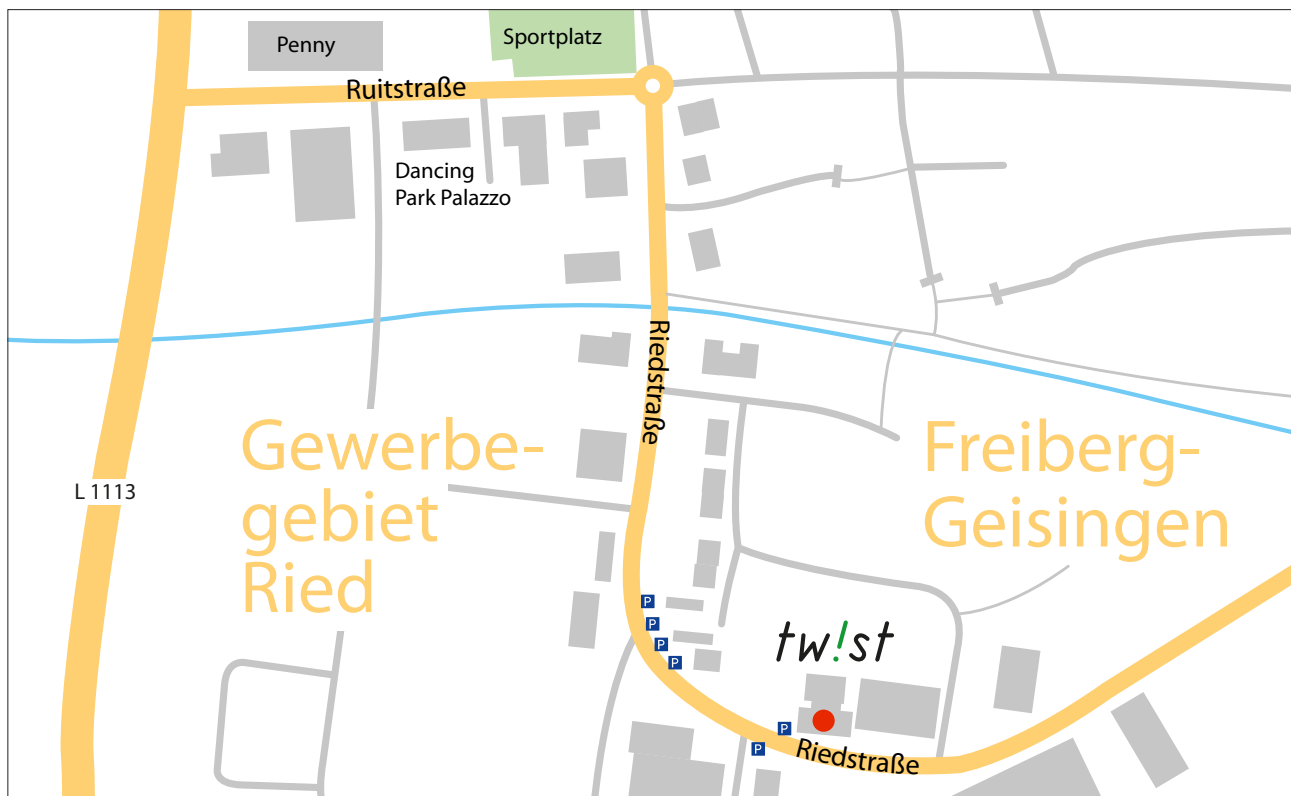 Penny
Sportplatz
Ruitstraße
Dancing
Park Palazzo
Riedstraße
Gewerbe-
gebiet
Ried
Freiberg-
Geisingen
L 1113
P
P
P
P
tw!st
P
P
Riedstraße